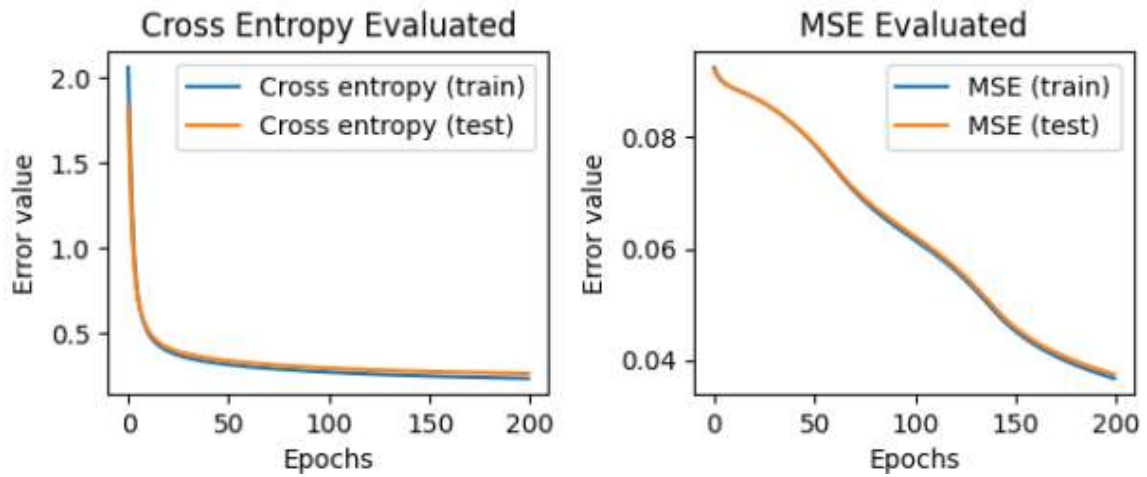 Cross Entropy Evaluated
2.0
1.5
1.0
0.5
Error value
Cross entropy (train)
Cross entropy (test)
0 50 100 150 200
Epochs
MSE Evaluated
0.08
0.06
0.04
Error value
MSE (train)
MSE (test)
0 50 100 150 200
Epochs